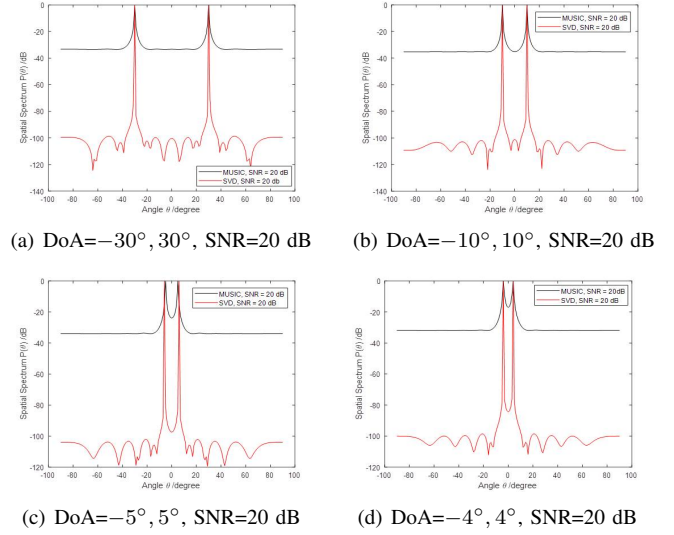 0
-20
-40
-60
-80
-100
-120
-140
Spatial Spectrum P(θ) /dB
MUSIC, SNR = 20 dB
SVD, SNR = 20 db
-100 -80 -60 -40 -20 0 20 40 60 80 100
Angle θ /degree
(a) DoA=−30°, 30°, SNR=20 dB
0
-20
-40
-60
-80
-100
-120
-140
Spatial Spectrum P(θ) /dB
MUSIC, SNR = 20dB
SVD, SNR = 20 dB
-100 -80 -60 -40 -20 0 20 40 60 80 100
Angle θ /degree
(b) DoA=−10°, 10°, SNR=20 dB
0
-20
-40
-60
-80
-100
-120
Spatial Spectrum P(θ) /dB
MUSIC, SNR = 20dB
SVD, SNR = 20 dB
-100 -80 -60 -40 -20 0 20 40 60 80 100
Angle θ /degree
(c) DoA=−5°, 5°, SNR=20 dB
0
-20
-40
-60
-80
-100
-120
Spatial Spectrum P(θ) /dB
MUSIC, SNR = 20dB
SVD, SNR = 20 dB
-100 -80 -60 -40 -20 0 20 40 60 80 100
Angle θ /degree
(d) DoA=−4°, 4°, SNR=20 dB